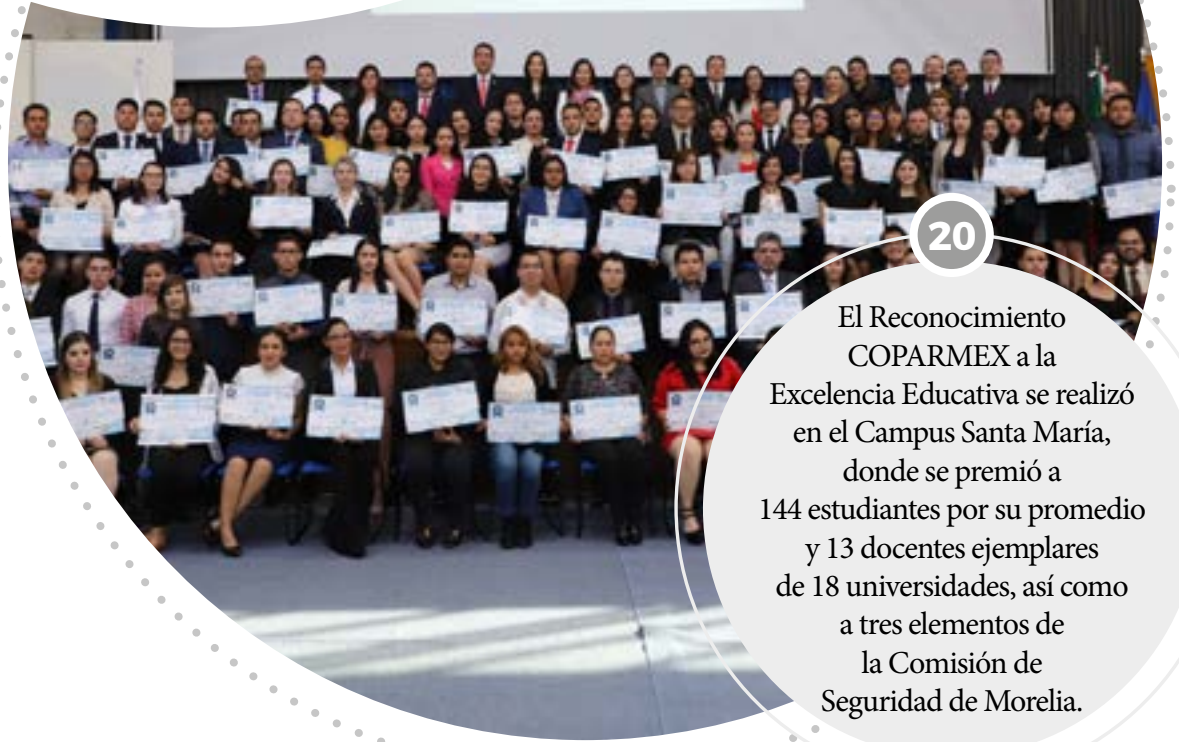 20
El Reconocimiento
COPARMEX a la
Excelencia Educativa se realizó
en el Campus Santa María,
donde se premió a
144 estudiantes por su promedio
y 13 docentes ejemplares
de 18 universidades, así como
a tres elementos de
la Comisión de
Seguridad de Morelia.